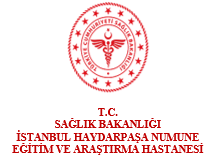 T.C.
SAĞLIK BAKANLIĞI
İSTANBUL HAYDARPAŞA NUMUNE
EĞİTİM VE ARAŞTIRMA HASTANESİ